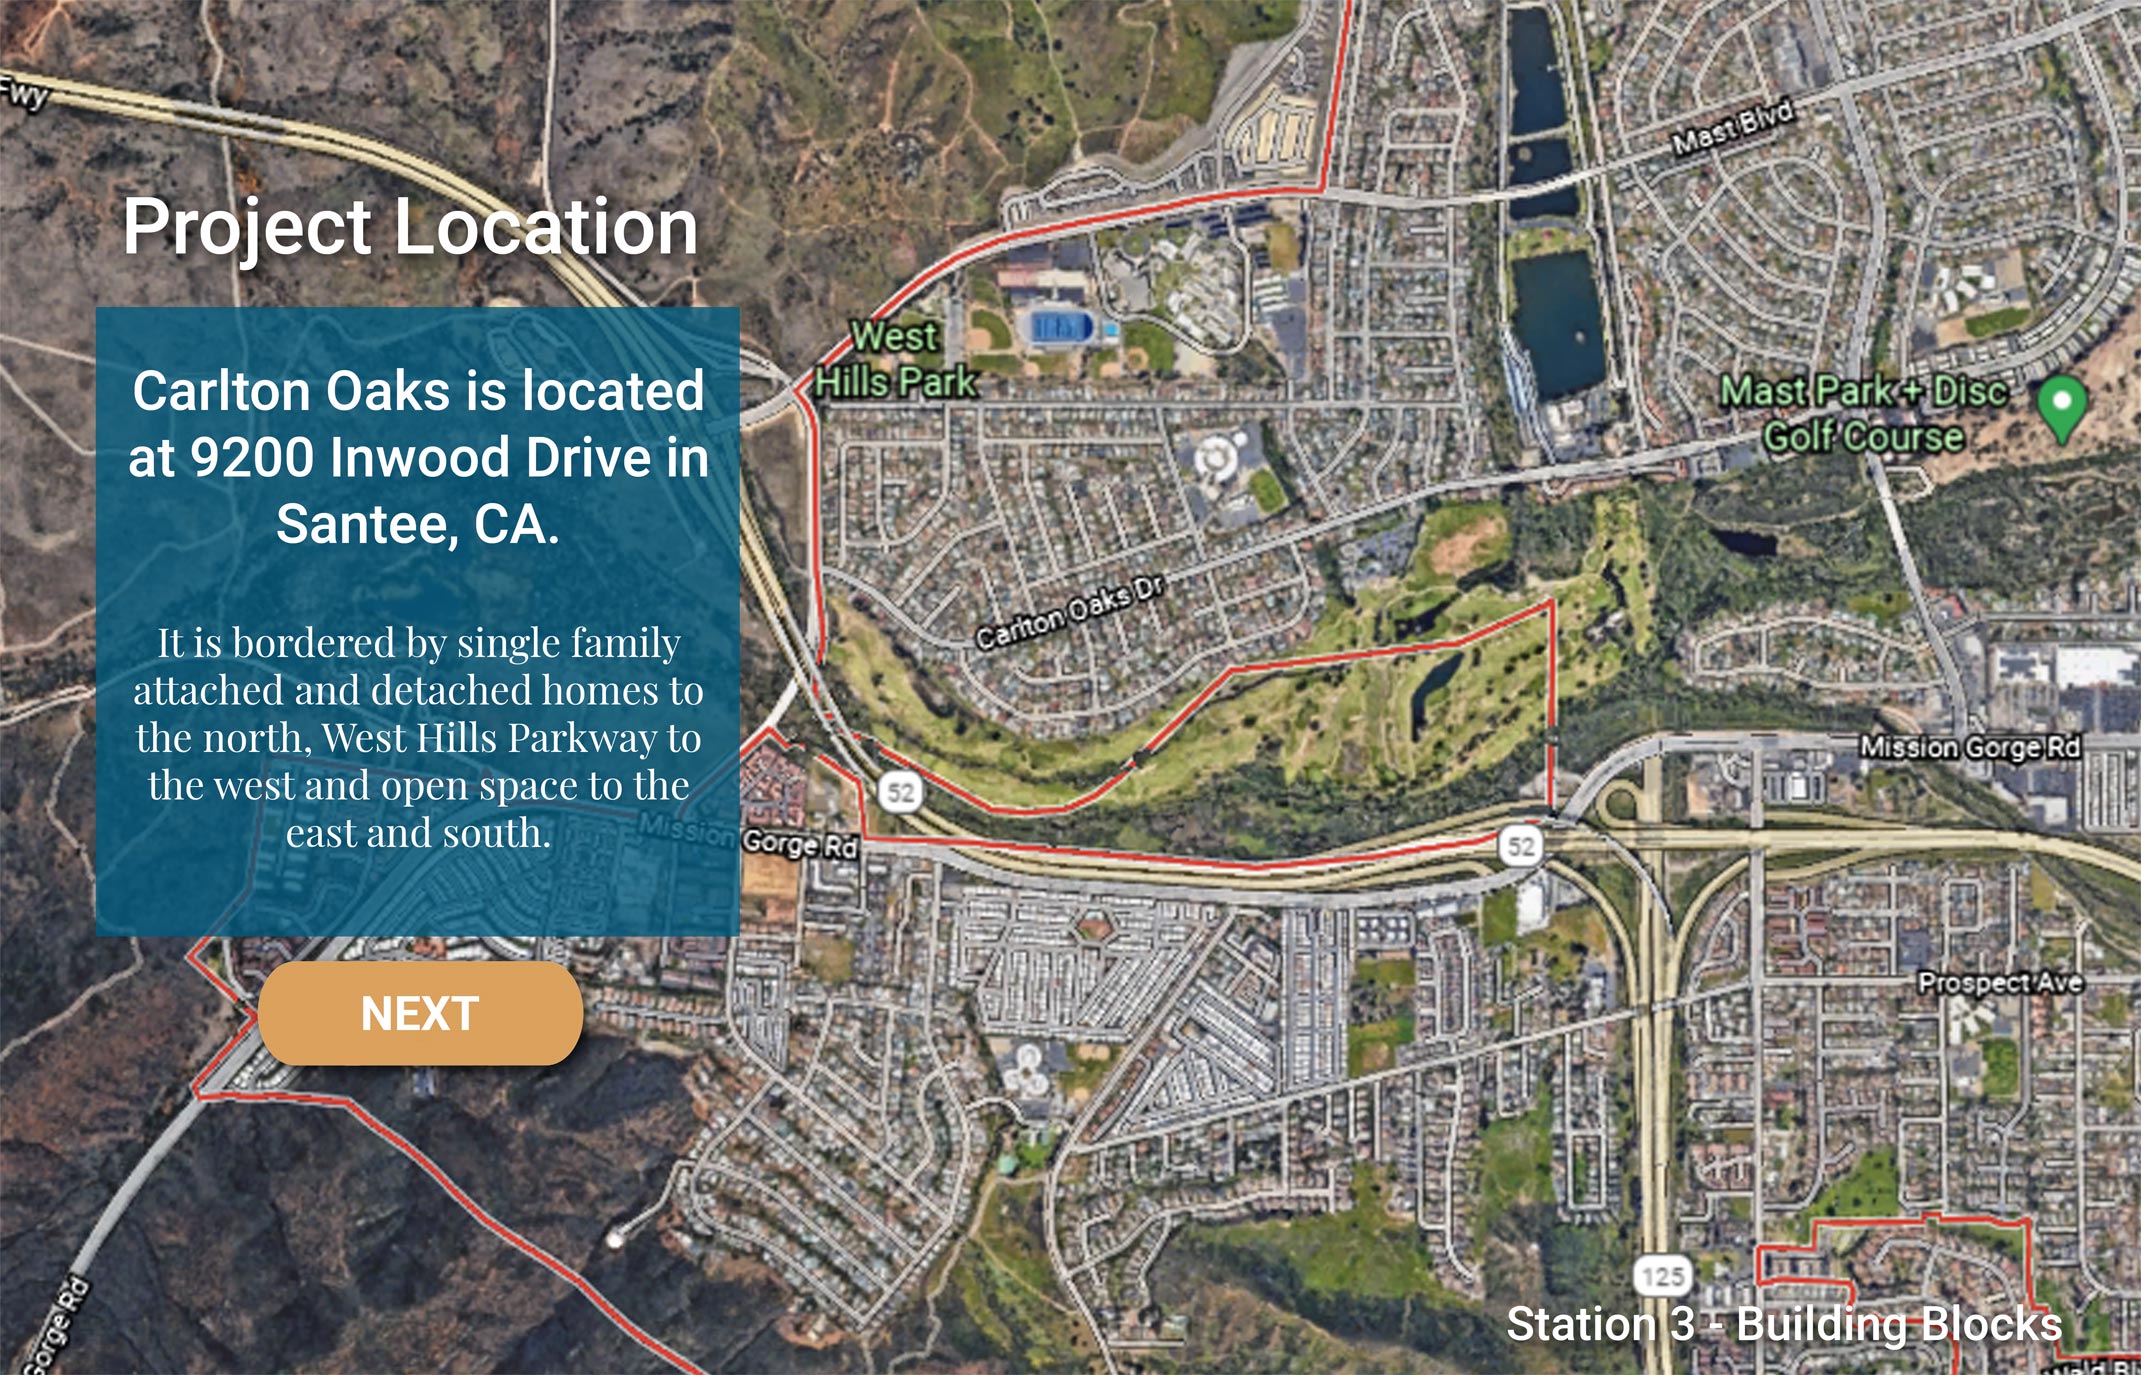 Fwy
Mast Blvd
Project Location
West
Hills Park
Carlton Oaks is located
at 9200 Inwood Drive in
Santee, CA.
Mast Park + Disc
Golf Course
Carlton Oaks Dr
It is bordered by single family
attached and detached homes to
the north, West Hills Parkway to
the west and open space to the
east and south.
Mission Gorge Rd
52
Mission Gorge Rd
52
Prospect Ave
NEXT
125
Gorge Rd
Station 3 - Building Blocks